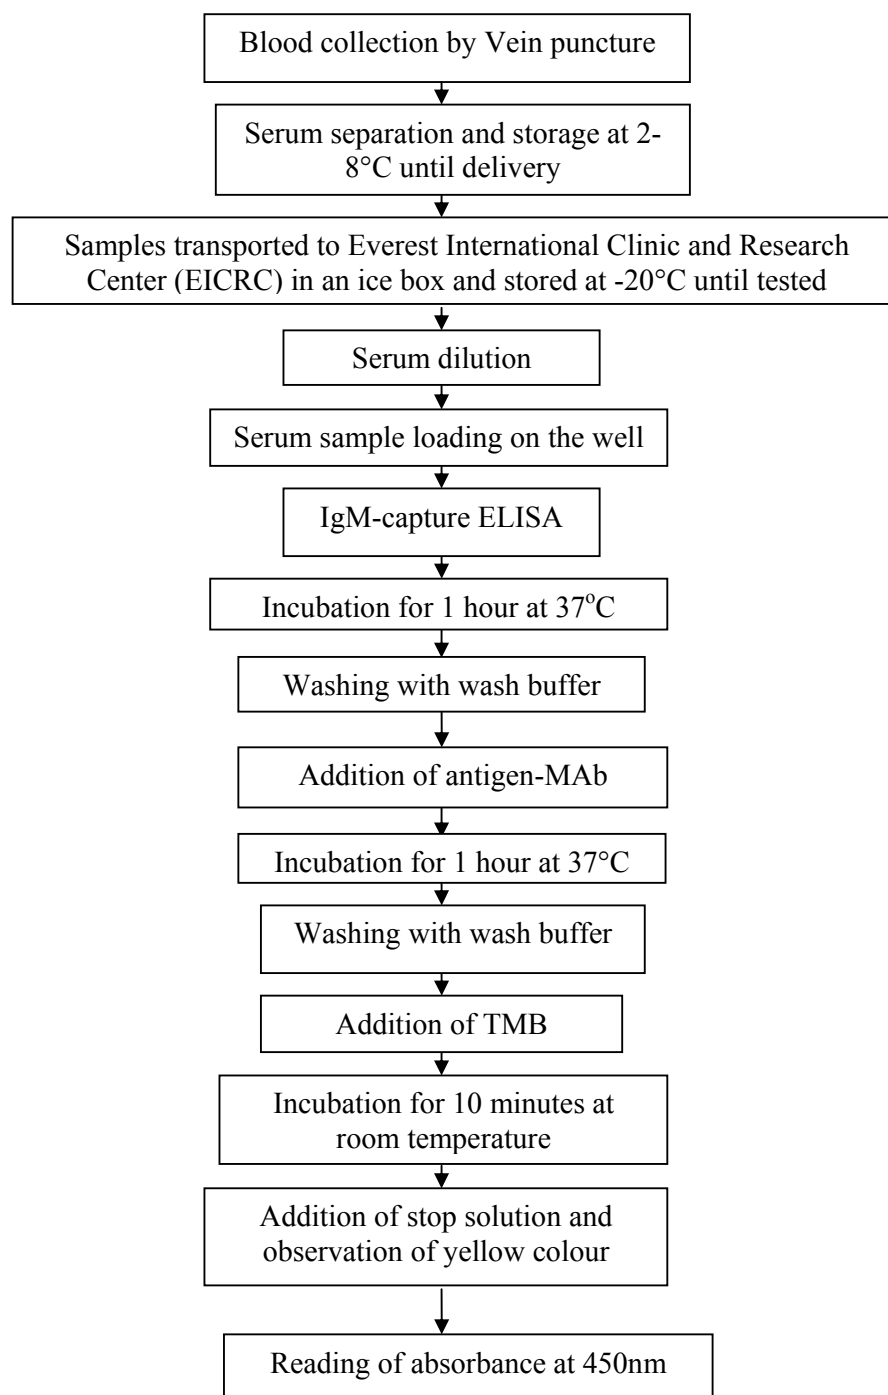 Blood collection by Vein puncture
Serum separation and storage at 2-
8°C until delivery
Samples transported to Everest International Clinic and Research
Center (EICRC) in an ice box and stored at -20°C until tested
Serum dilution
Serum sample loading on the well
IgM-capture ELISA
Incubation for 1 hour at 37°C
Washing with wash buffer
Addition of antigen-MAb
Incubation for 1 hour at 37°C
Washing with wash buffer
Addition of TMB
Incubation for 10 minutes at
room temperature
Addition of stop solution and
observation of yellow colour
Reading of absorbance at 450nm